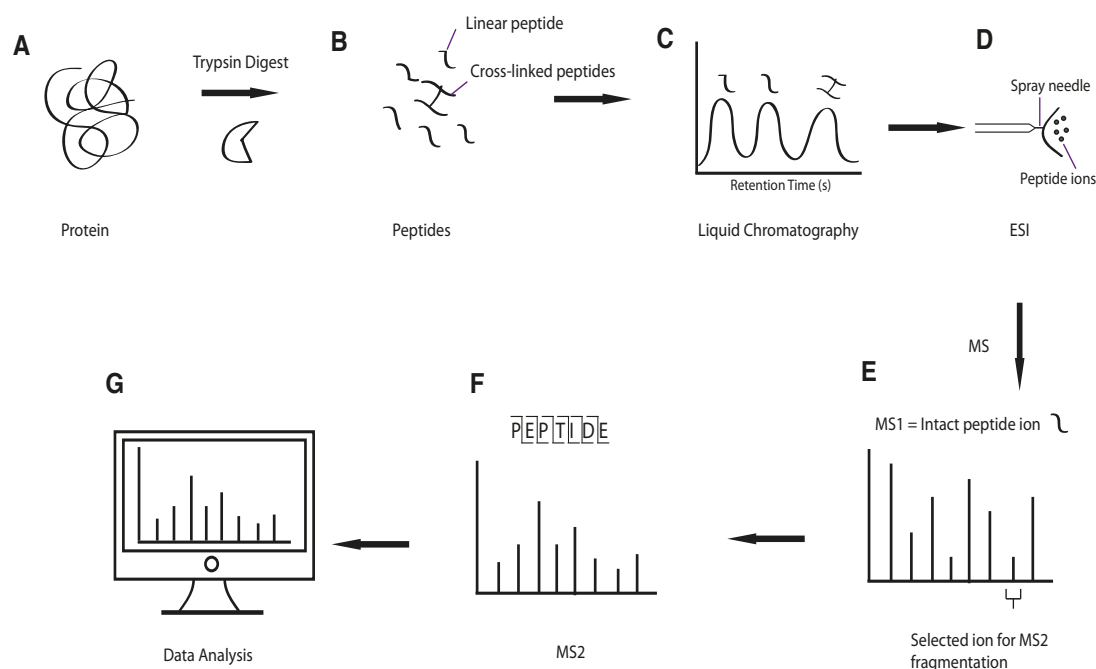 A
Protein
Trypsin Digest
B
Linear peptide
Cross-linked peptides
Peptides
C
Retention Time (s)
Liquid Chromatography
D
Spray needle
Peptide ions
ESI
MS
E
MS1 = Intact peptide ion
Selected ion for MS2
fragmentation
F
PEPTIDE
MS2
G
Data Analysis